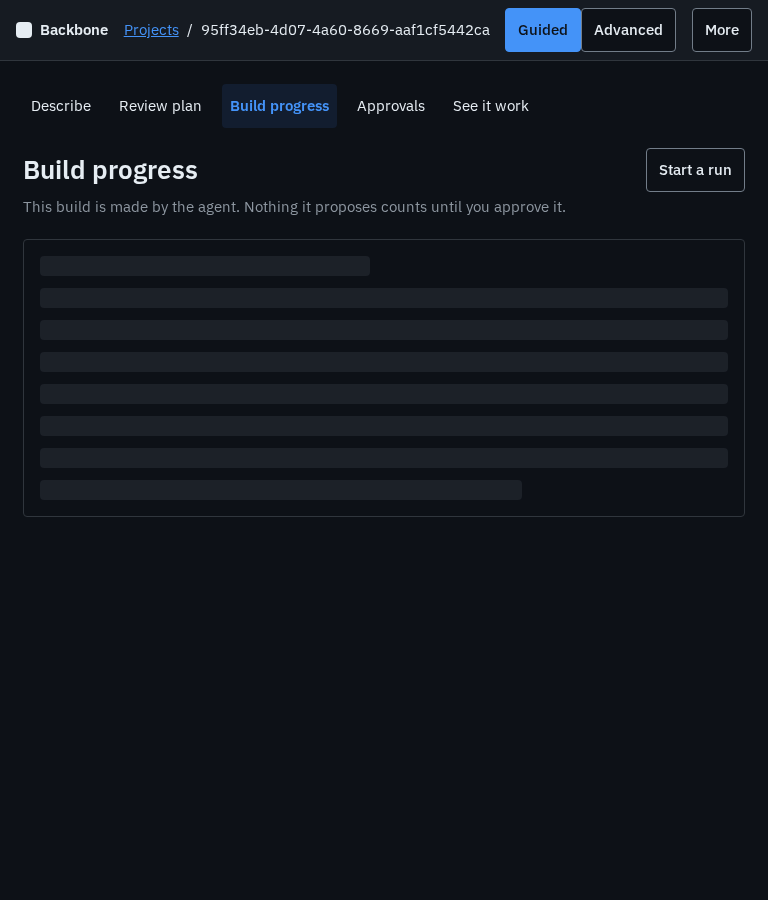 Backbone Projects / 95ff34eb-4d07-4a60-8669-aaf1cf5442ca Guided Advanced More
Describe Review plan Build progress Approvals See it work
Build progress Start a run
This build is made by the agent. Nothing it proposes counts until you approve it.